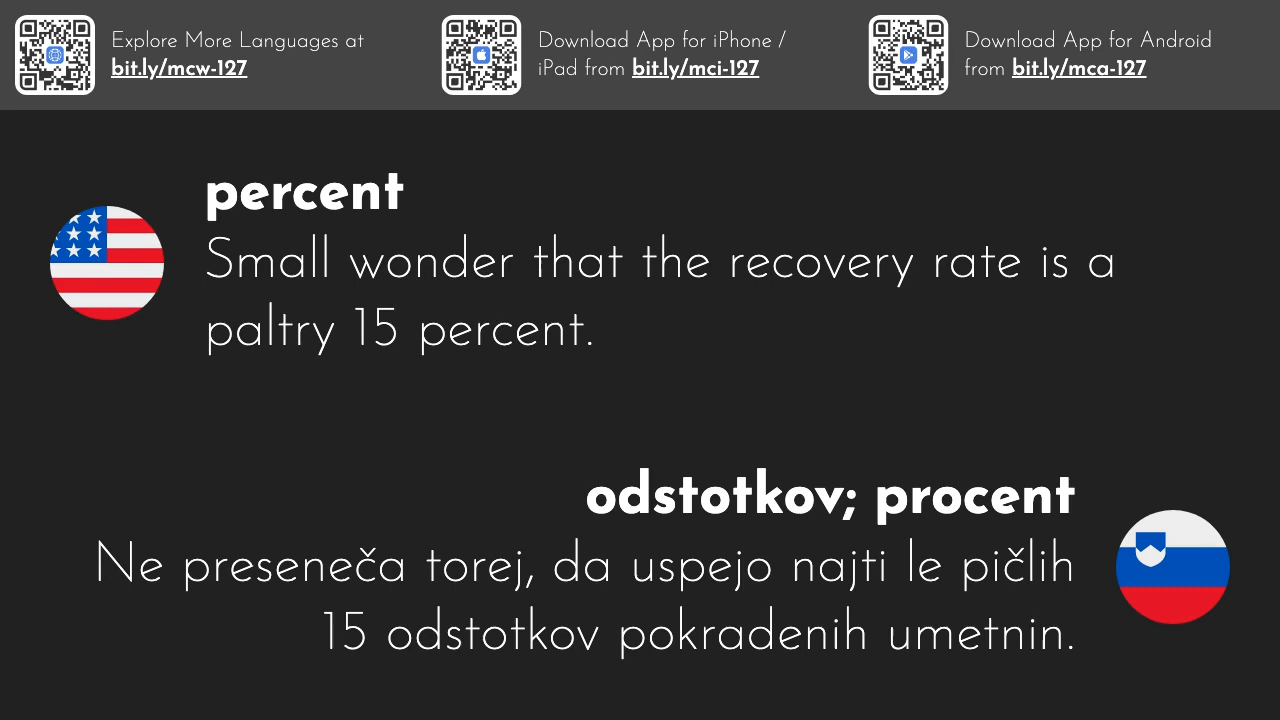 Explore More Languages at
bit.ly/mcw-127
Download App for iPhone /
iPad from bit.ly/mci-127
Download App for Android
from bit.ly/mca-127
percent
Small wonder that the recovery rate is a
paltry 15 percent.
odstotkov; procent
Ne preseneča torej, da uspejo najti le pičlih
15 odstotkov pokradenih umetnin.